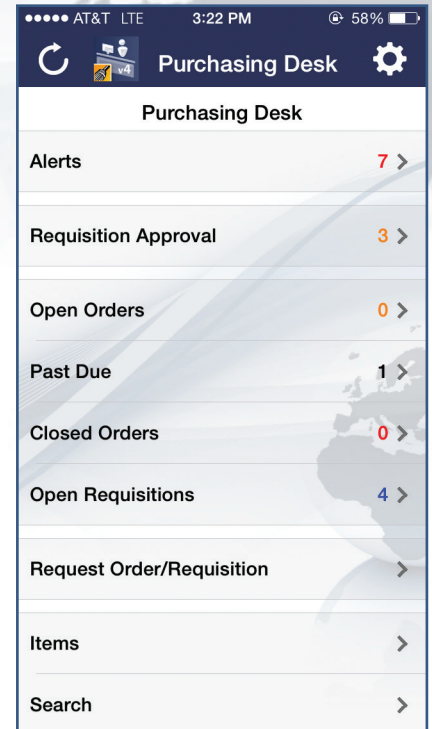 AT&T LTE 3:22 PM 58%
v4 Purchasing Desk
Purchasing Desk
Alerts 7
Requisition Approval 3
Open Orders 0
Past Due 1
Closed Orders 0
Open Requisitions 4
Request Order/Requisition
Items
Search